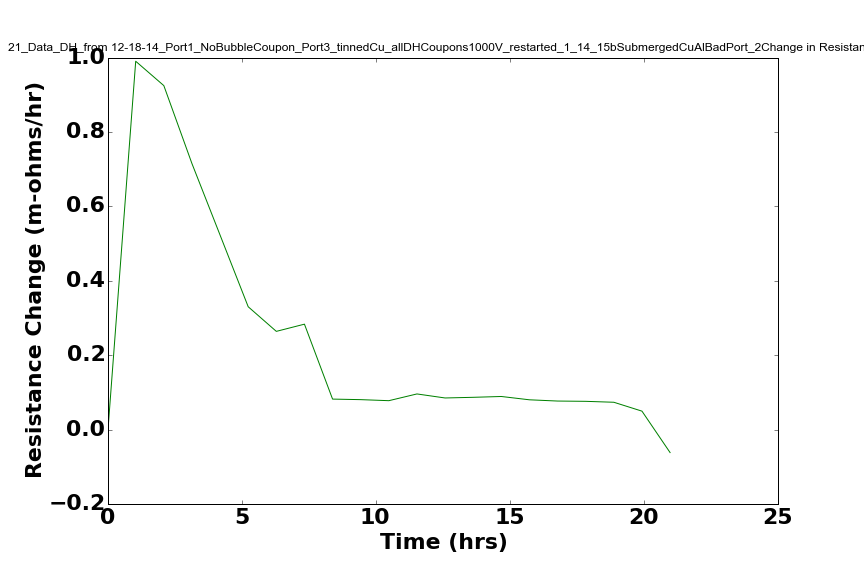 21_Data_DH_from 12-18-14_Port1_NoBubbleCoupon_Port3_tinnedCu_allDHCoupons1000V_restarted_1_14_15bSubmergedCuAlBadPort_2Change in Resistan
1.0
0.8
0.6
0.4
0.2
0.0
−0.2
Resistance Change (m-ohms/hr)
0 5 10 15 20 25
Time (hrs)